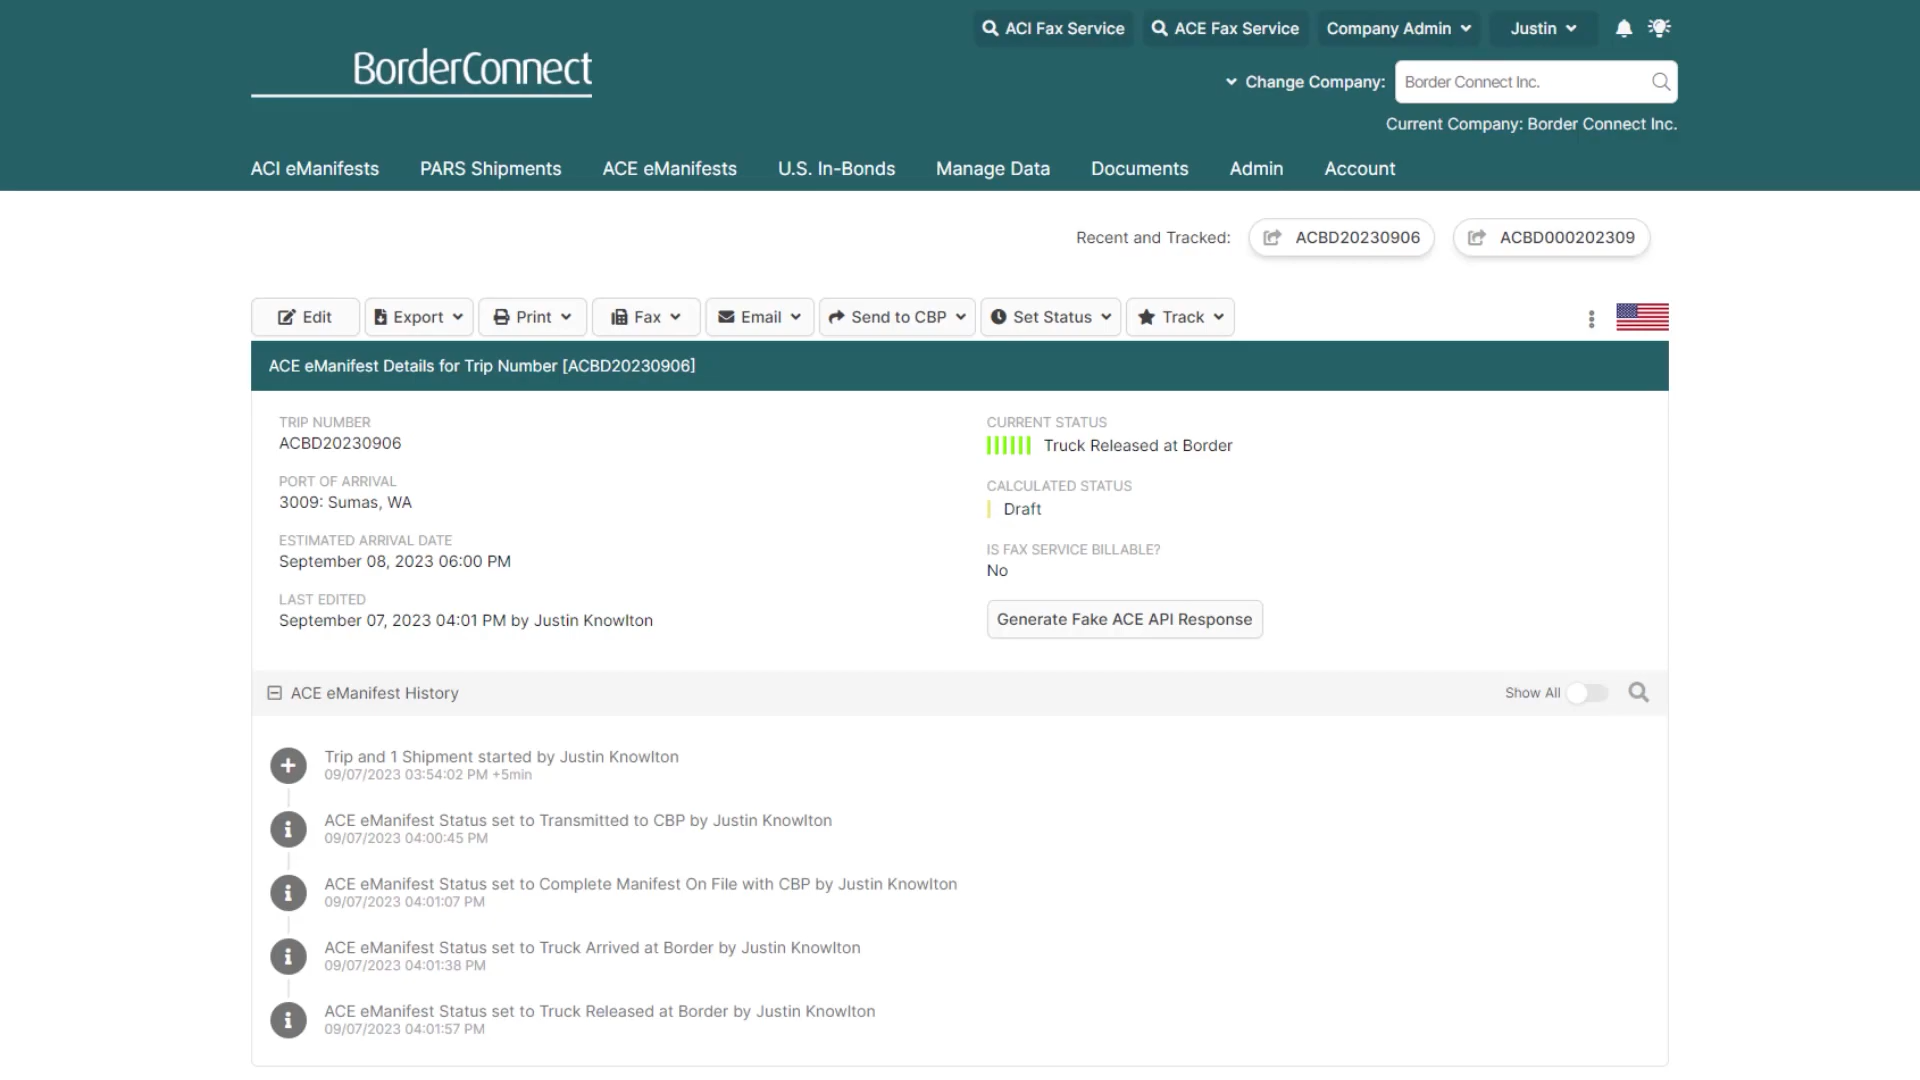 ACI Fax Service
ACE Fax Service
Company Admin
Justin
BorderConnect
Change Company:
Border Connect Inc.
Current Company: Border Connect Inc.
ACI eManifests
PARS Shipments
ACE eManifests
U.S. In-Bonds
Manage Data
Documents
Admin
Account
Recent and Tracked:
ACBD20230906
ACBD000202309
Edit
Export
Print
Fax
Email
Send to CBP
Set Status
Track
ACE eManifest Details for Trip Number [ACBD20230906]
TRIP NUMBER
ACBD20230906
PORT OF ARRIVAL
3009: Sumas, WA
ESTIMATED ARRIVAL DATE
September 08, 2023 06:00 PM
LAST EDITED
September 07, 2023 04:01 PM by Justin Knowlton
CURRENT STATUS
Truck Released at Border
CALCULATED STATUS
Draft
IS FAX SERVICE BILLABLE?
No
Generate Fake ACE API Response
ACE eManifest History
Show All
Trip and 1 Shipment started by Justin Knowlton
09/07/2023 03:54:02 PM +5min
ACE eManifest Status set to Transmitted to CBP by Justin Knowlton
09/07/2023 04:00:45 PM
ACE eManifest Status set to Complete Manifest On File with CBP by Justin Knowlton
09/07/2023 04:01:07 PM
ACE eManifest Status set to Truck Arrived at Border by Justin Knowlton
09/07/2023 04:01:38 PM
ACE eManifest Status set to Truck Released at Border by Justin Knowlton
09/07/2023 04:01:57 PM